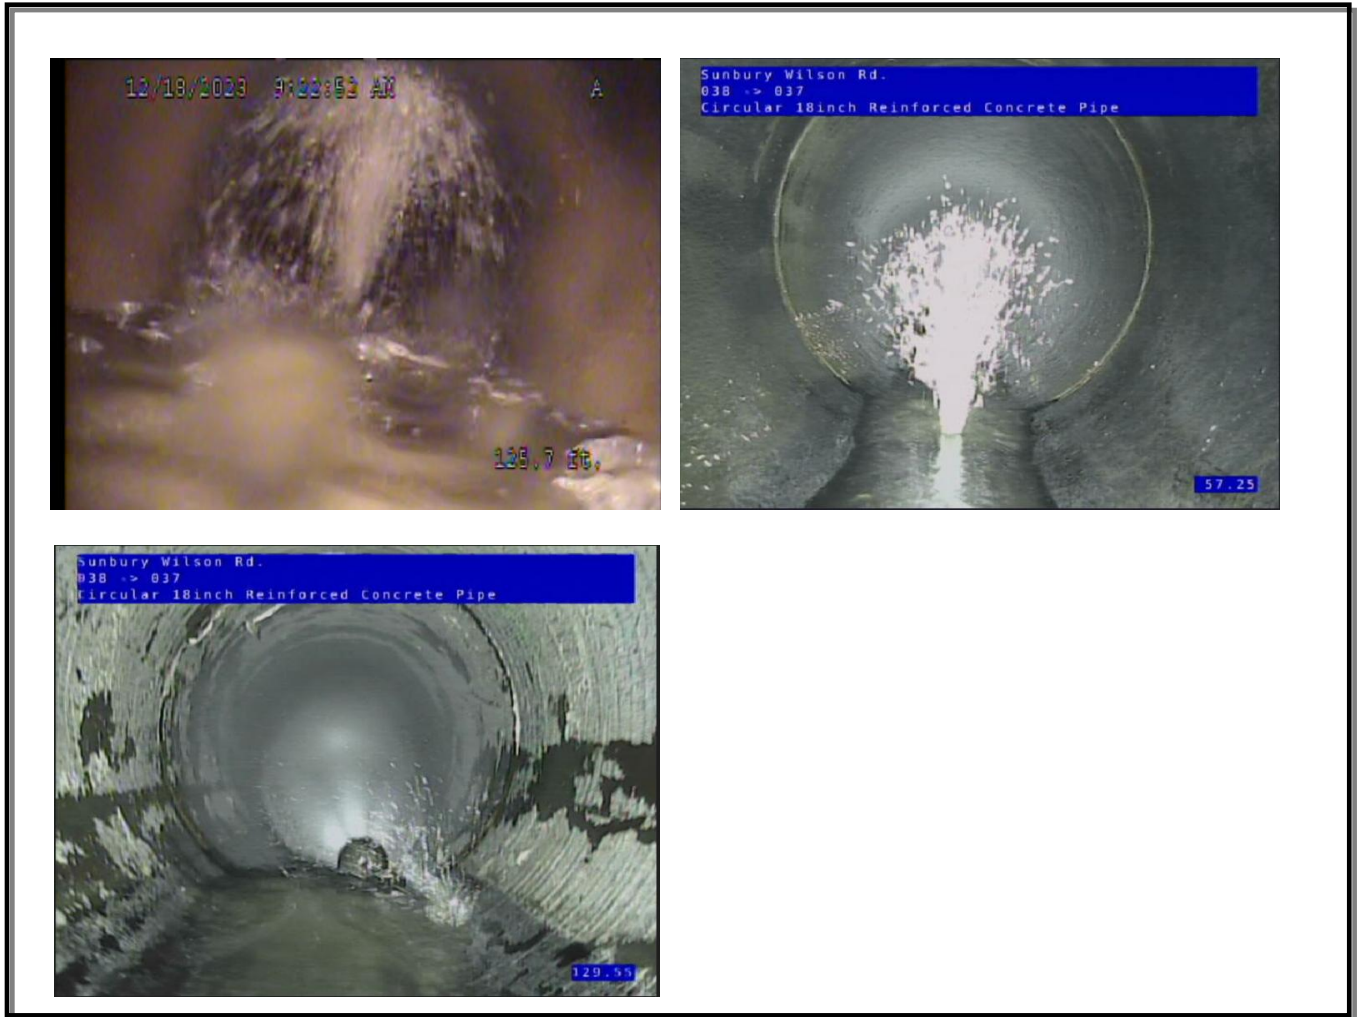 12/18/2023 9:22:52 AM A
125.7 ft.
Sunbury Wilson Rd.
038 -> 037
Circular 18inch Reinforced Concrete Pipe
57.25
Sunbury Wilson Rd.
038 -> 037
Circular 18inch Reinforced Concrete Pipe
129.55